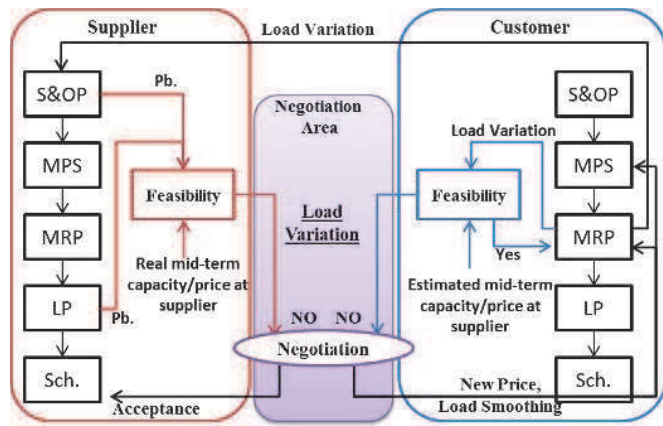 Supplier
Load Variation
Customer
S&OP
Pb.
MPS
Feasibility
MRP
Real mid-term
capacity/price at
supplier
LP
Pb.
Sch.
Acceptance
Negotiation
Area
Load
Variation
NO NO
Negotiation
S&OP
Load Variation
MPS
Feasibility
MRP
Yes
Estimated mid-term
capacity/price at
supplier
LP
Sch.
New Price,
Load Smoothing